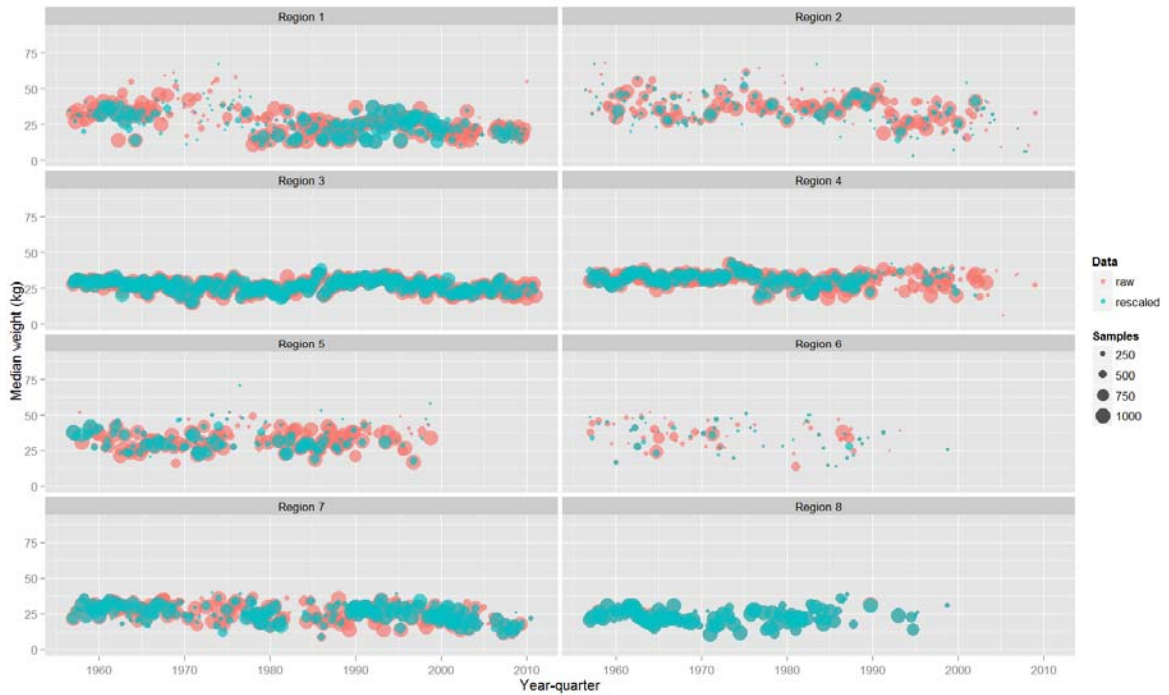 Region 1
Region 2
75
50
25
0
Region 3
Region 4
75
50
25
0
Region 5
Region 6
75
50
25
0
Region 7
Region 8
75
50
25
0
1960 1970 1980 1990 2000 2010
1960 1970 1980 1990 2000 2010
Year-quarter
Median weight (kg)
Data
raw
rescaled
Samples
250
500
750
1000